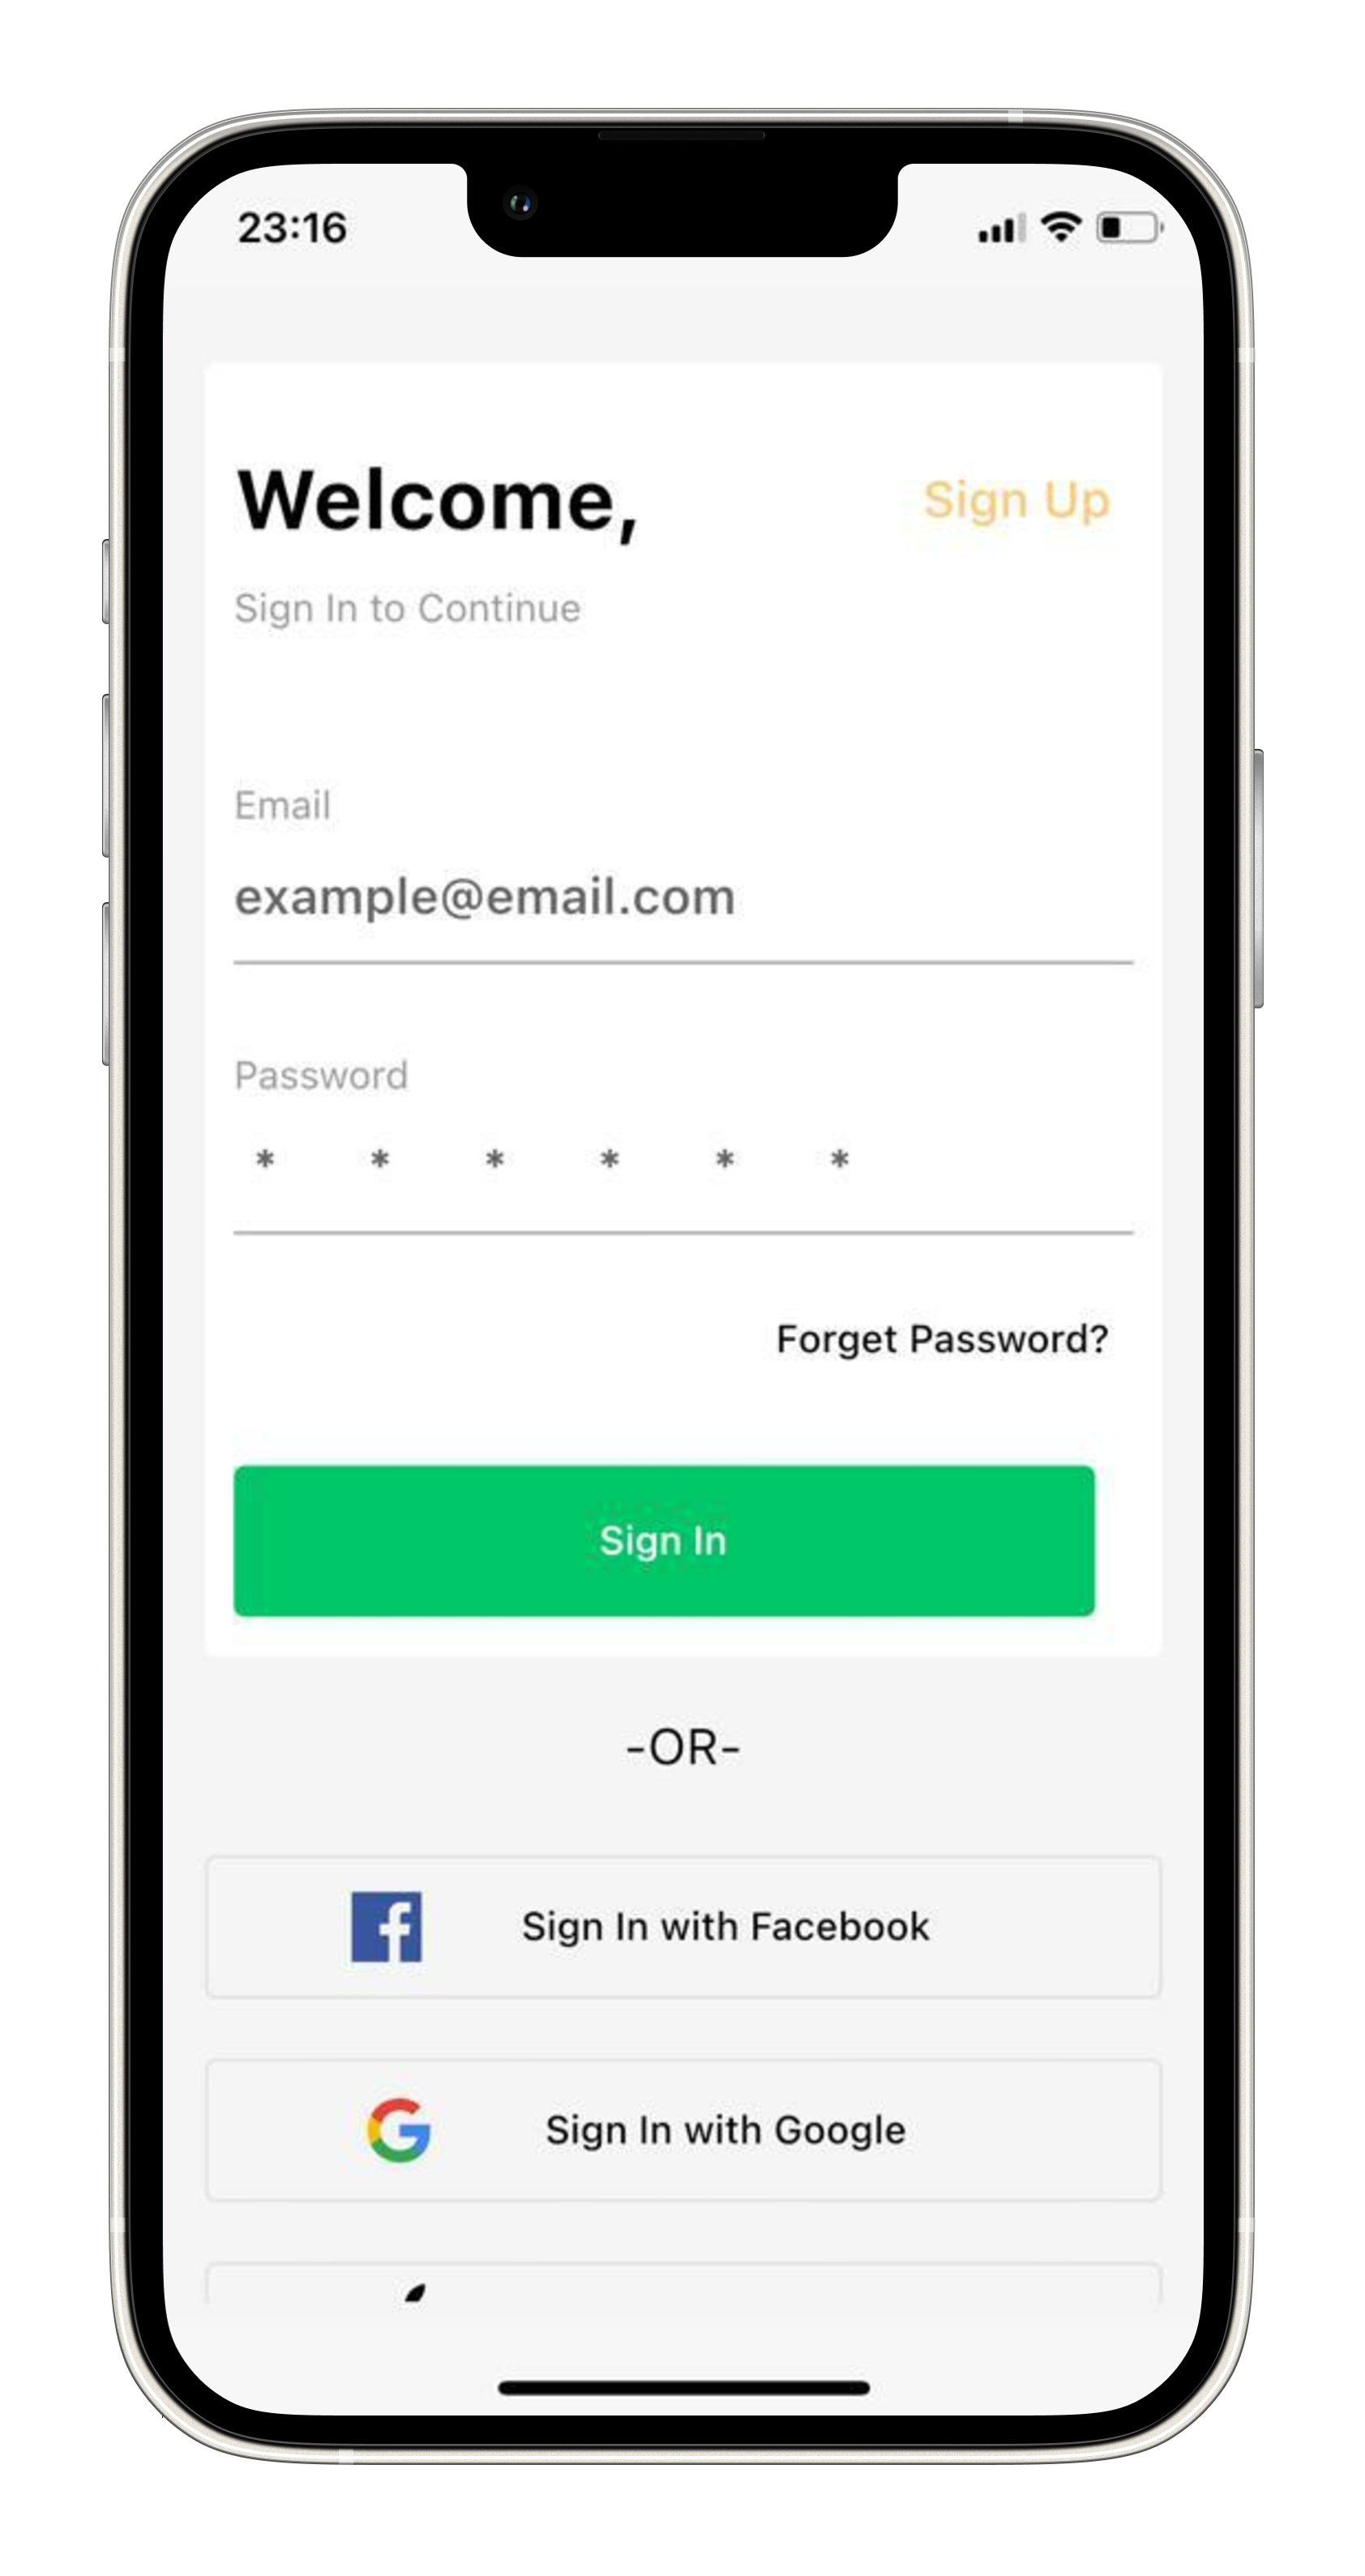 23:16
Welcome,
Sign Up
Sign In to Continue
Email
example@email.com
Password
* * * * * *
Forget Password?
Sign In
-OR-
Sign In with Facebook
Sign In with Google